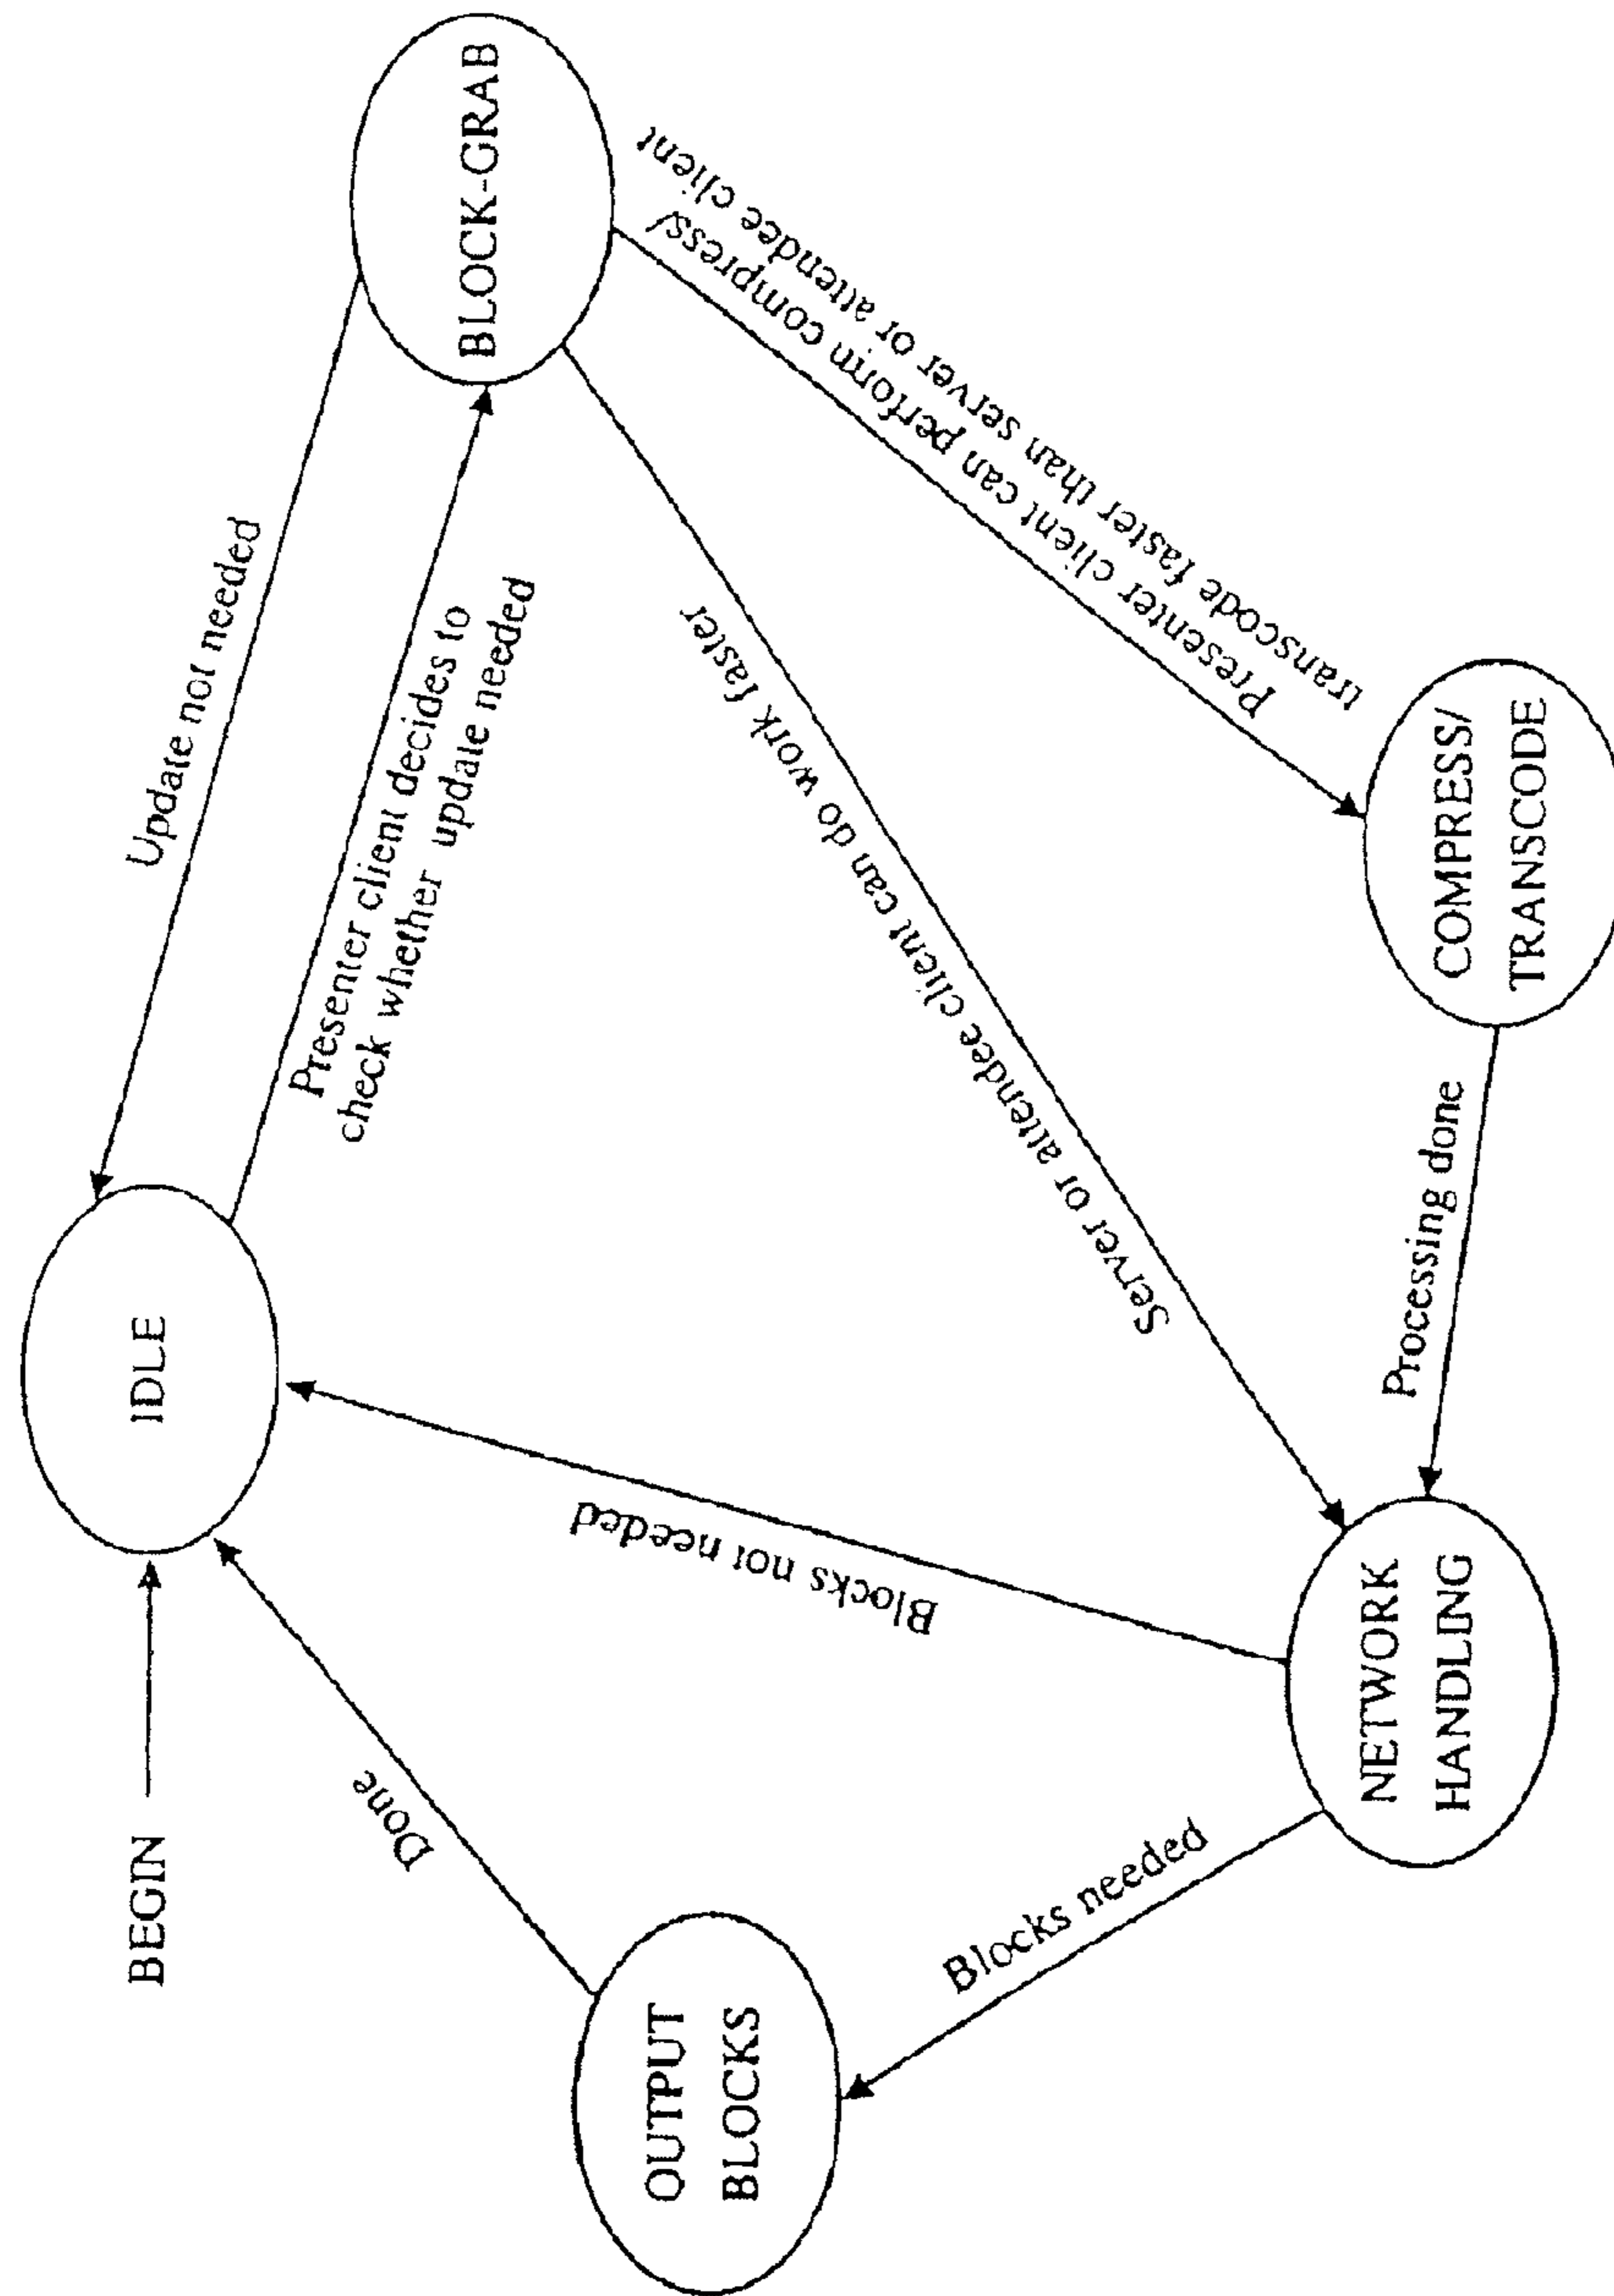 BEGIN
IDLE
Update not needed
Presenter client decides to
check whether update needed
BLOCK-GRAB
Done
Blocks not needed
Server or attendee client can do work faster
Presenter client can perform compress/
transcode faster than server or attendee client
OUTPUT
BLOCKS
Blocks needed
NETWORK
HANDLING
Processing done
COMPRESS/
TRANSCODE